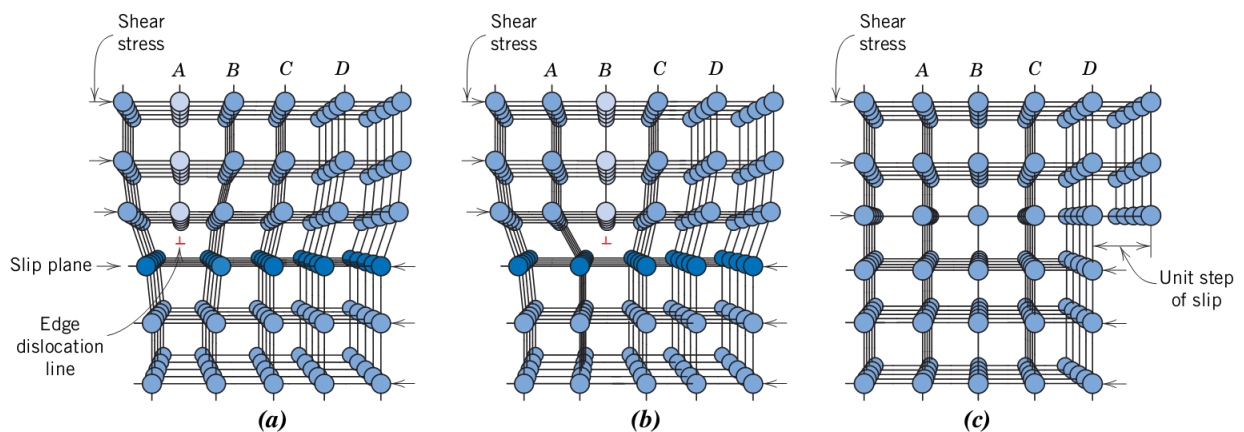 Shear
stress
A
B
C
D
Slip plane
Edge
dislocation
line
(a)
Shear
stress
A
B
C
D
(b)
Shear
stress
A
B
C
D
Unit step
of slip
(c)